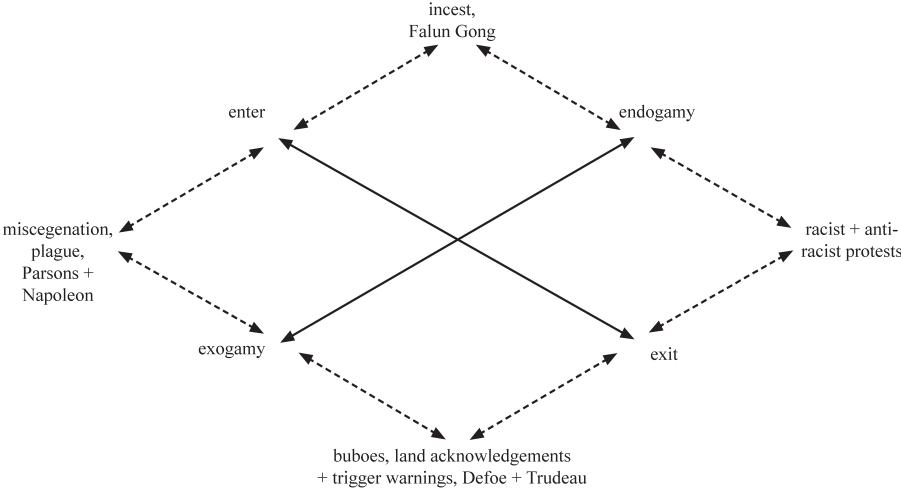 incest,
Falun Gong
enter
endogamy
miscegenation,
plague,
Parsons +
Napoleon
racist + anti-
racist protests
exogamy
exit
buboes, land acknowledgements
+ trigger warnings, Defoe + Trudeau